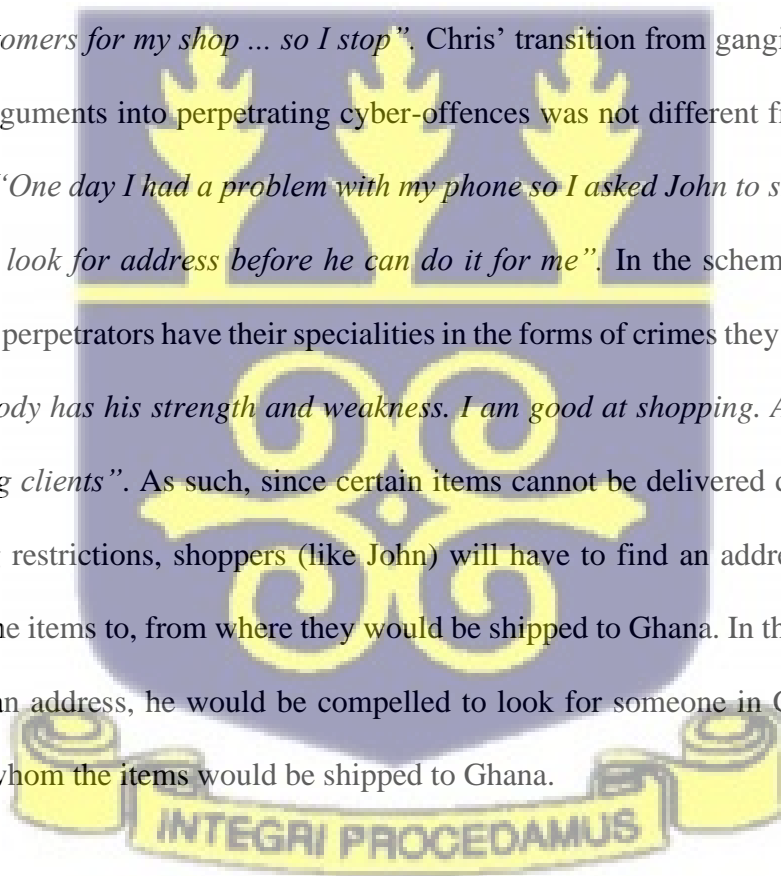 tomers for my shop ... so I stop”. Chris’ transition from gangi
guments into perpetrating cyber-offences was not different f
“One day I had a problem with my phone so I asked John to s
look for address before he can do it for me”. In the schem
perpetrators have their specialities in the forms of crimes they
ody has his strength and weakness. I am good at shopping. A
g clients”. As such, since certain items cannot be delivered
restrictions, shoppers (like John) will have to find an addre
e items to, from where they would be shipped to Ghana. In th
an address, he would be compelled to look for someone in
whom the items would be shipped to Ghana.
INTEGRI PROCEDAMUS